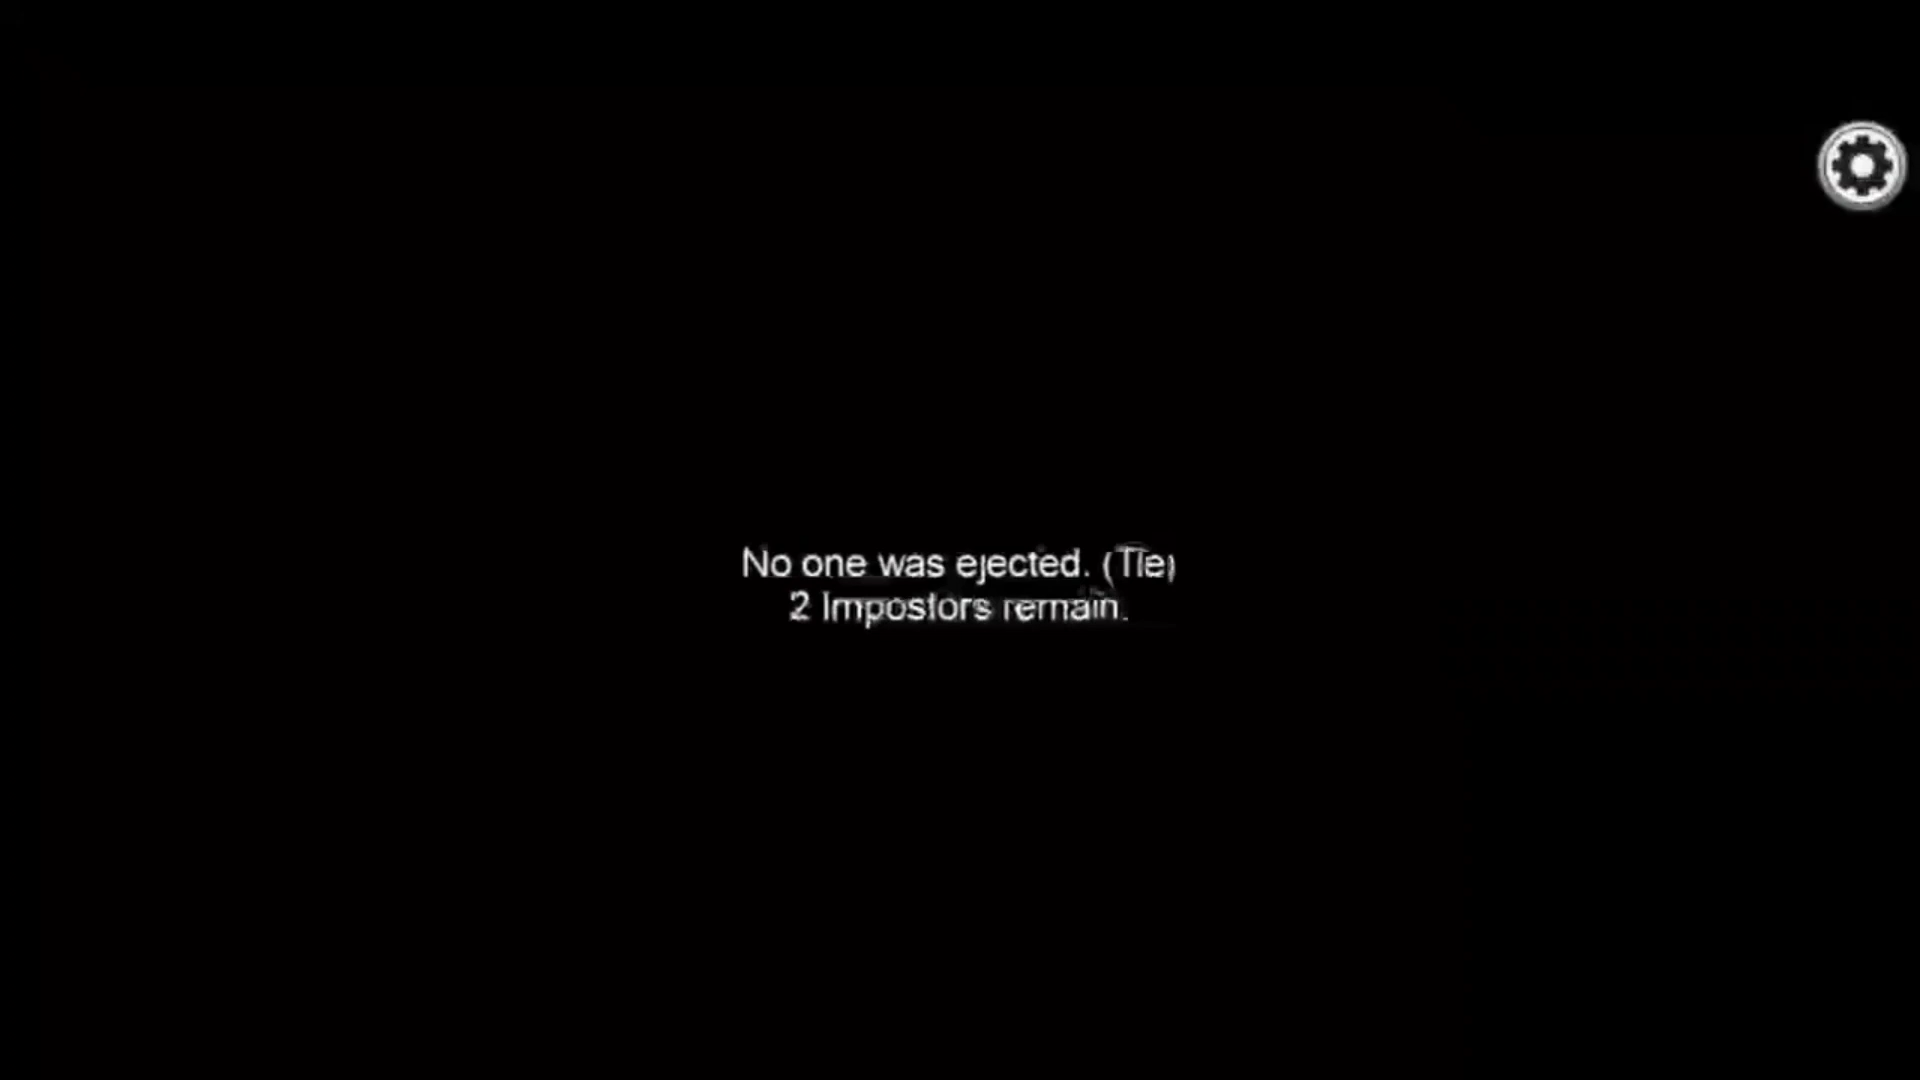 No one was ejected. (Tie)
2 Impostors remain.